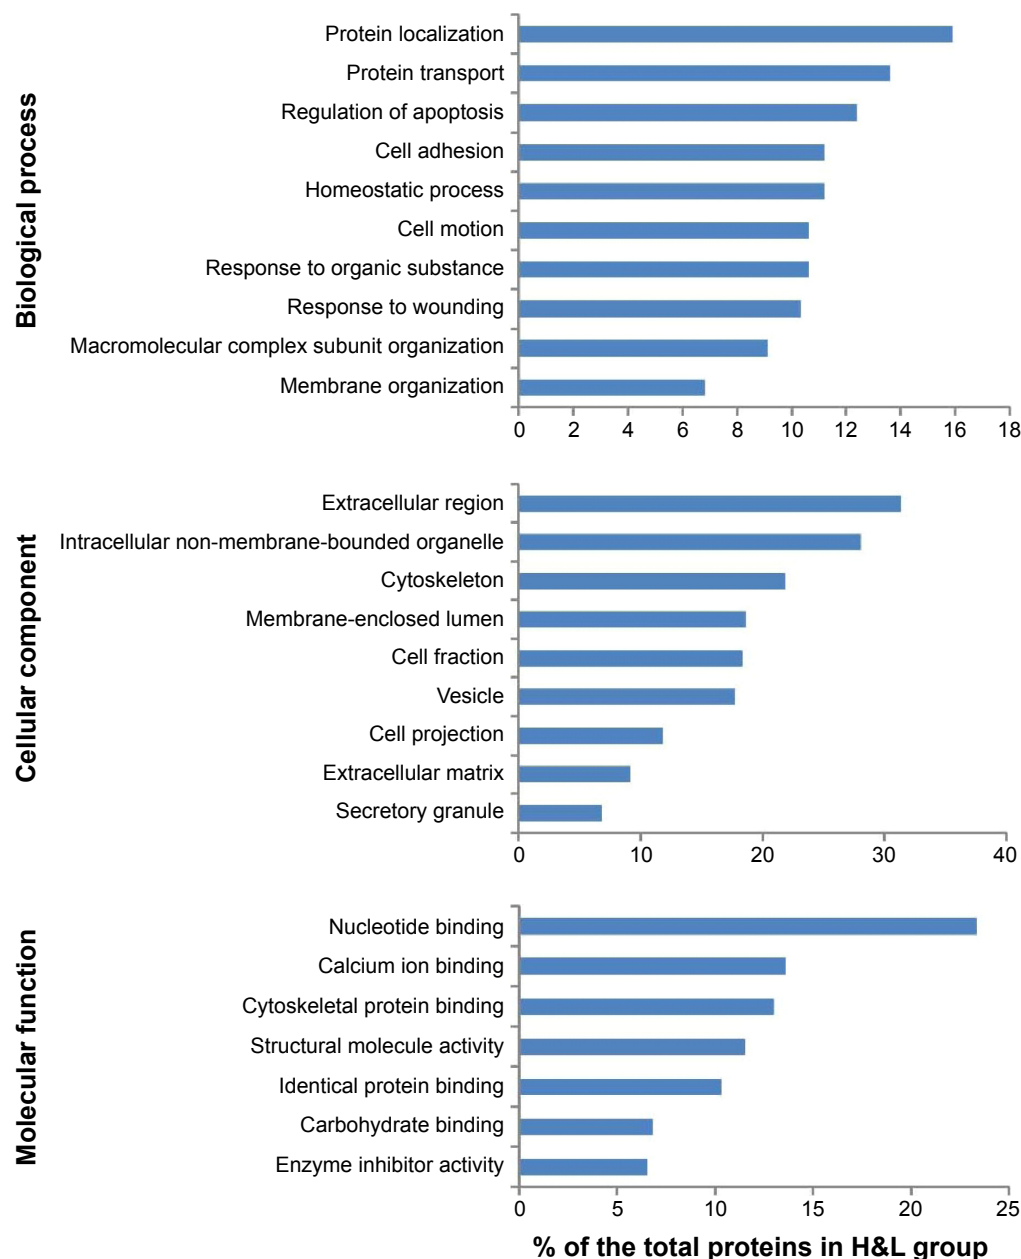 Biological process
Protein localization
Protein transport
Regulation of apoptosis
Cell adhesion
Homeostatic process
Cell motion
Response to organic substance
Response to wounding
Macromolecular complex subunit organization
Membrane organization
0 2 4 6 8 10 12 14 16 18
Cellular component
Extracellular region
Intracellular non-membrane-bounded organelle
Cytoskeleton
Membrane-enclosed lumen
Cell fraction
Vesicle
Cell projection
Extracellular matrix
Secretory granule
0 10 20 30 40
Molecular function
Nucleotide binding
Calcium ion binding
Cytoskeletal protein binding
Structural molecule activity
Identical protein binding
Carbohydrate binding
Enzyme inhibitor activity
0 5 10 15 20 25
% of the total proteins in H&L group